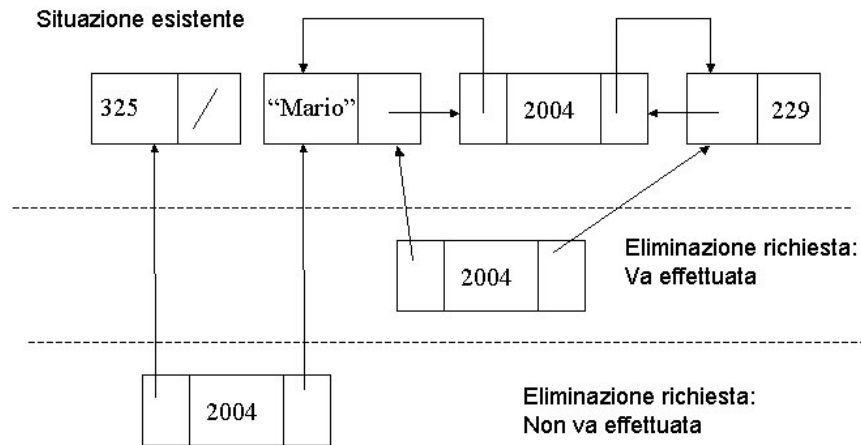 Situazione esistente
325
“Mario”
2004
229
2004
Eliminazione richiesta:
Va effettuata
2004
Eliminazione richiesta:
Non va effettuata